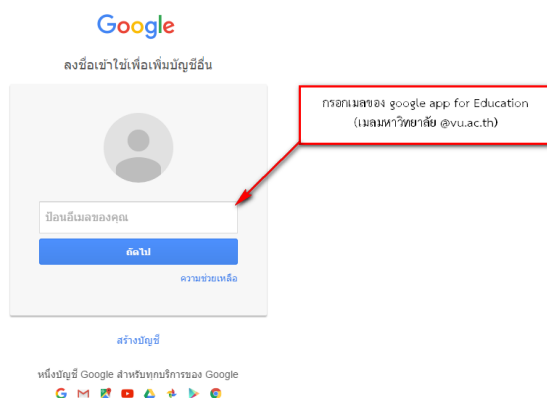 Google
ลงชื่อเข้าใช้เพื่อเพิ่มบัญชีอื่น
กรอกเมลของ google app for Education
(เมลมหาวิทยาลัย @vu.ac.th)
ป้อนอีเมลของคุณ
ถัดไป
ความช่วยเหลือ
สร้างบัญชี
หนึ่งบัญชี Google สำหรับทุกบริการของ Google